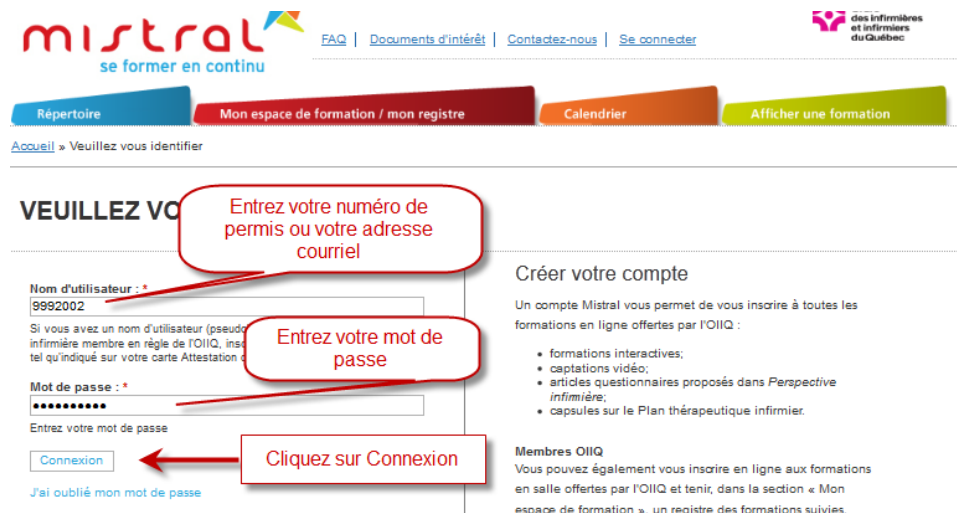 mistral
se former en continu
FAQ | Documents d'intérêt | Contactez-nous | Se connecter
des infirmières
et infirmiers
du Québec
Répertoire
Mon espace de formation / mon registre
Calendrier
Afficher une formation
Accueil » Veuillez vous identifier
VEUILLEZ VO
Entrez votre numéro de
permis ou votre adresse
courriel
Nom d'utilisateur : *
9992002
Si vous avez un nom d'utilisateur (pseudo
infirmière membre en règle de l'OIIQ, insc
tel qu'indiqué sur votre carte Attestation
Entrez votre mot de
passe
Mot de passe : *
••••••••••
Entrez votre mot de passe
Connexion
Cliquez sur Connexion
J'ai oublié mon mot de passe
Créer votre compte
Un compte Mistral vous permet de vous inscrire à toutes les
formations en ligne offertes par l'OIIQ :
• formations interactives;
• captations vidéo;
• articles questionnaires proposés dans Perspective
infirmière;
• capsules sur le Plan thérapeutique infirmier.
Membres OIIQ
Vous pouvez également vous inscrire en ligne aux formations
en salle offertes par l'OIIQ et tenir, dans la section « Mon
espace de formation », un registre des formations suivies.